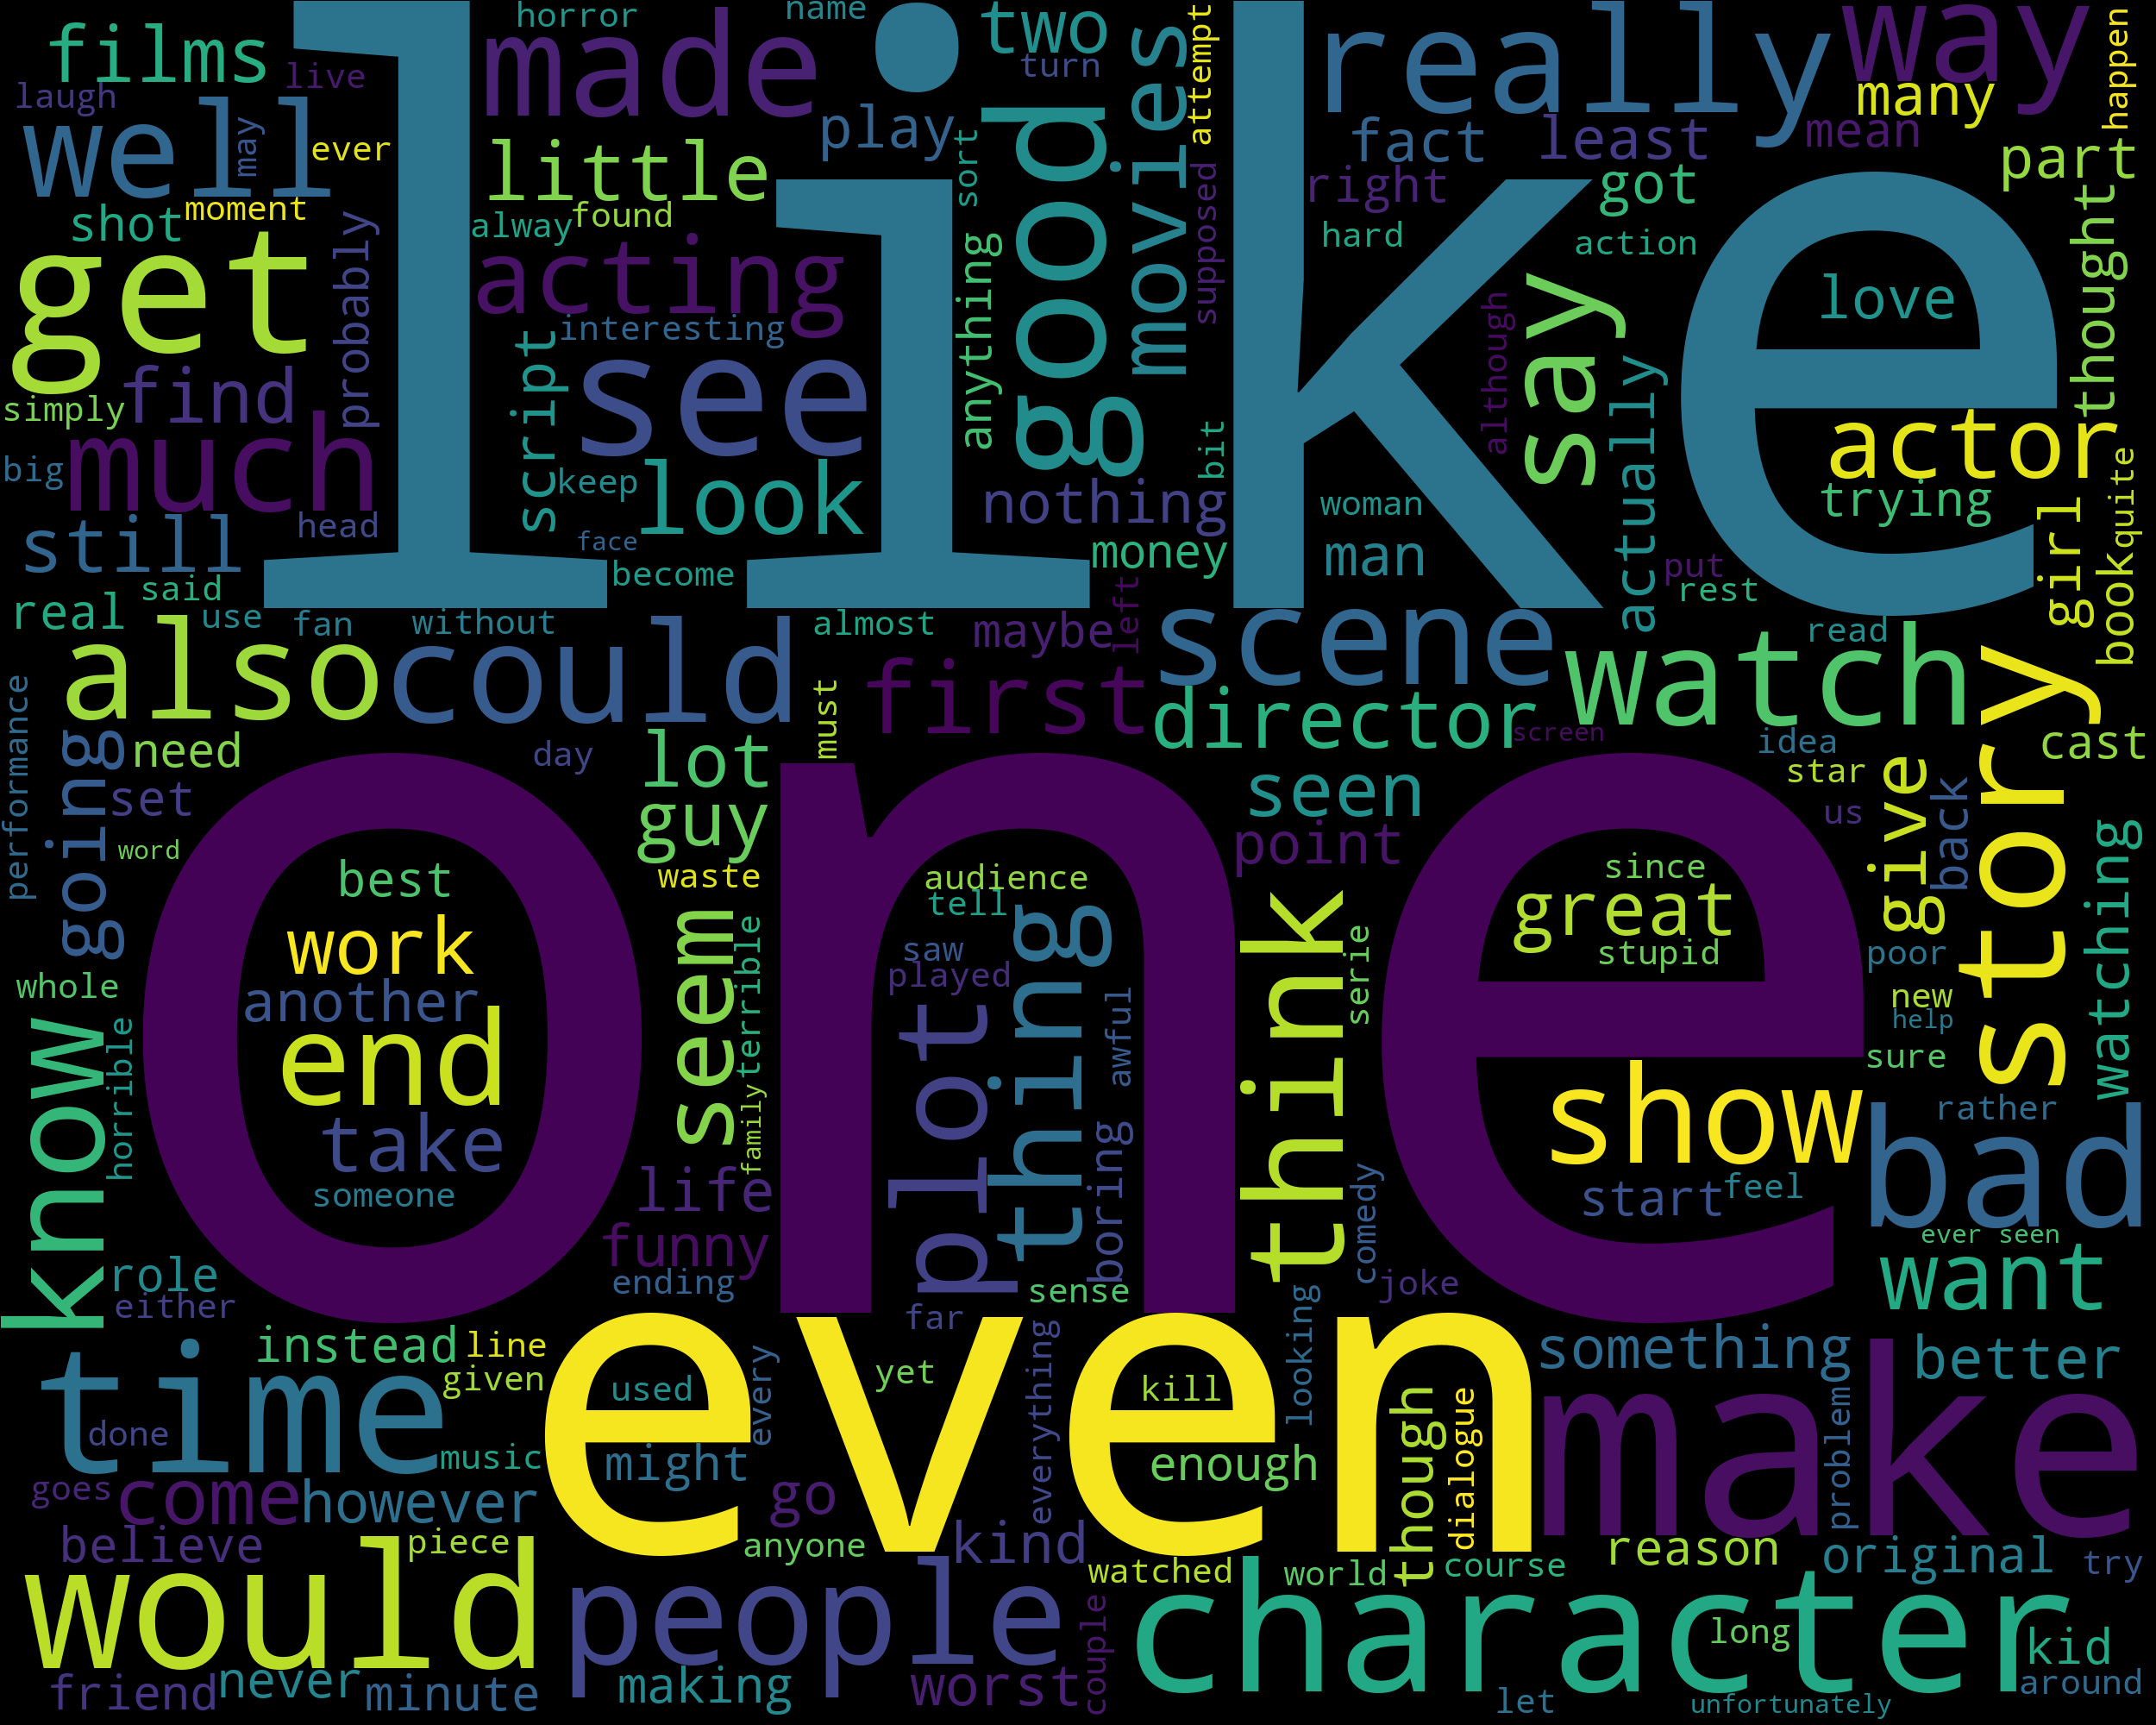 like
one
even
films
horror
name
two
really
way
laugh
live
made
turn
movies
attempt
many
happen
well
may
ever
little
play
sort
good
fact
least
mean
part
shot
moment
probably
alway
found
anything
supposed
right
got
thought
get
acting
hard
action
say
love
simply
find
script
interesting
see
although
actually
actor
big
much
head
keep
look
nothing
bit
woman
trying
girl
quite
still
face
become
money
man
put
rest
book
real
said
use
fan
without
almost
maybe
left
scene
read
also
could
first
director
watch
story
performance
going
need
day
lot
must
seen
screen
idea
cast
set
guy
star
give
back
us
word
point
watching
best
waste
audience
tell
since
great
work
seem
terrible
saw
thing
think
serie
stupid
poor
whole
another
played
plot
awful
new
help
know
horrible
end
family
boring
show
sure
take
life
comedy
rather
someone
funny
start
feel
bad
role
either
ending
far
sense
looking
joke
ever seen
want
time
instead
line
given
used
every
yet
everything
kill
though
dialogue
something
better
done
music
might
enough
make
problem
goes
come
however
go
believe
piece
anyone
kind
watched
world
course
reason
original
try
would
people
character
long
kid
friend
never
minute
making
worst
couple
let
unfortunately
around